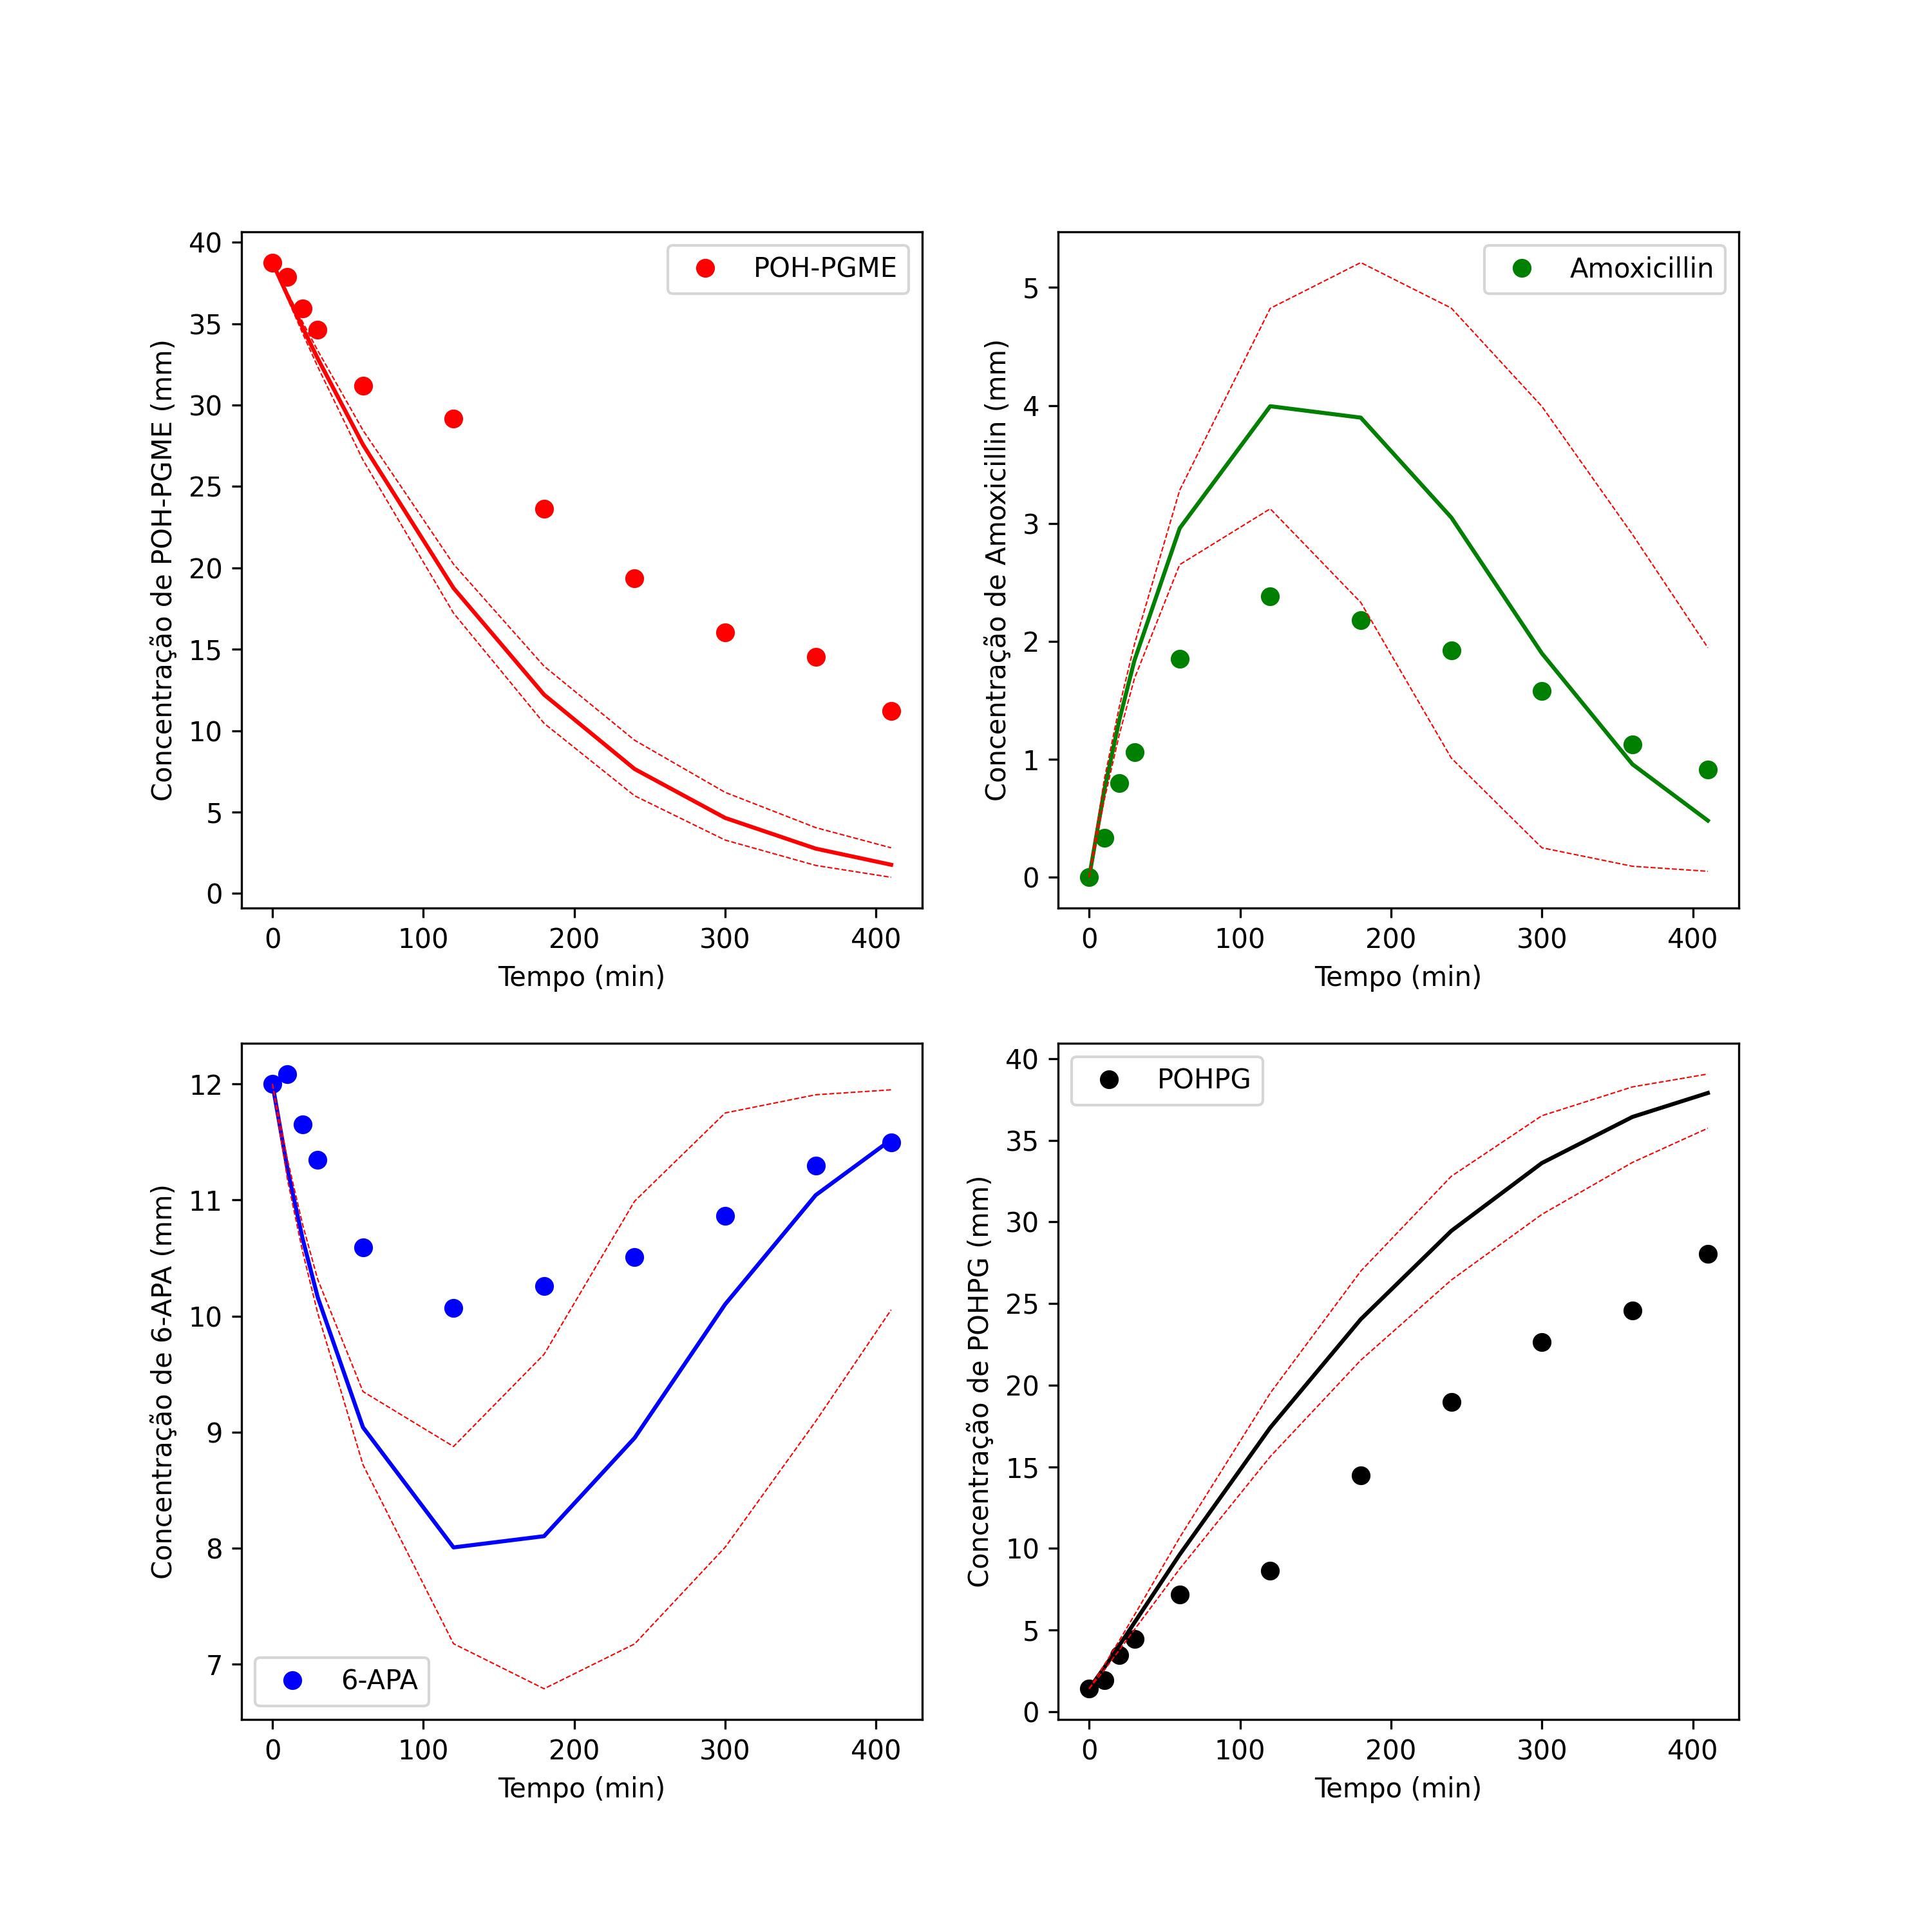 POH-PGME
40
35
30
25
20
15
10
5
0
Concentração de POH-PGME (mm)
0 100 200 300 400
Tempo (min)
Amoxicillin
5
4
3
2
1
0
Concentração de Amoxicillin (mm)
0 100 200 300 400
Tempo (min)
12
11
10
9
8
7
Concentração de 6-APA (mm)
6-APA
0 100 200 300 400
Tempo (min)
POHPG
40
35
30
25
20
15
10
5
0
Concentração de POHPG (mm)
0 100 200 300 400
Tempo (min)